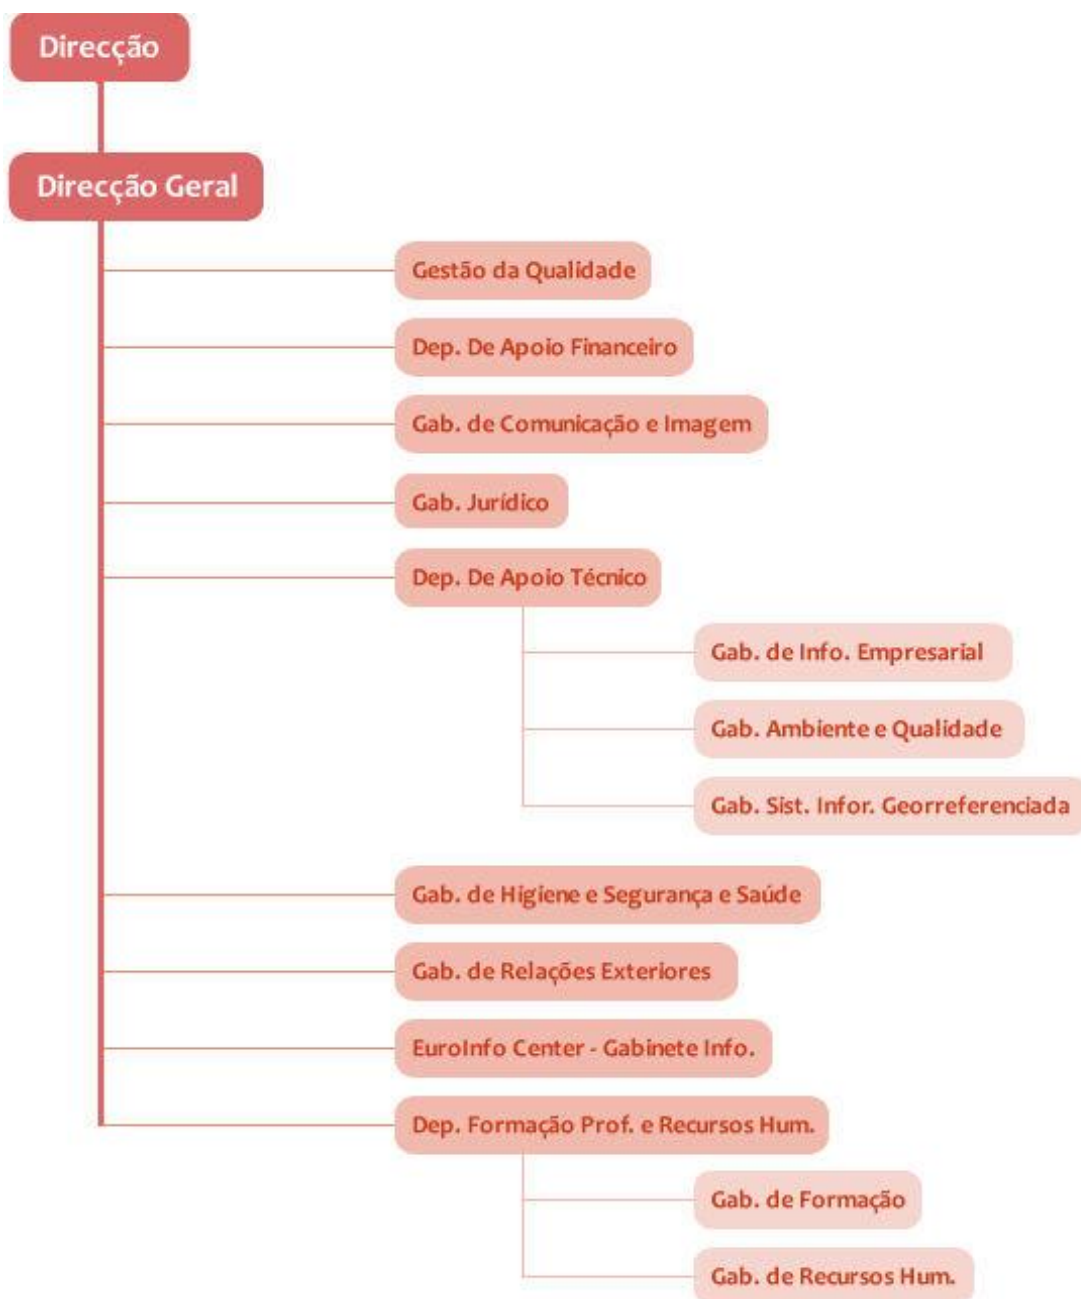 Direcção
Direcção Geral
Gestão da Qualidade
Dep. De Apoio Financeiro
Gab. de Comunicação e Imagem
Gab. Jurídico
Dep. De Apoio Técnico
Gab. de Info. Empresarial
Gab. Ambiente e Qualidade
Gab. Sist. Infor. Georreferenciada
Gab. de Higiene e Segurança e Saúde
Gab. de Relações Exteriores
EuroInfo Center - Gabinete Info.
Dep. Formação Prof. e Recursos Hum.
Gab. de Formação
Gab. de Recursos Hum.